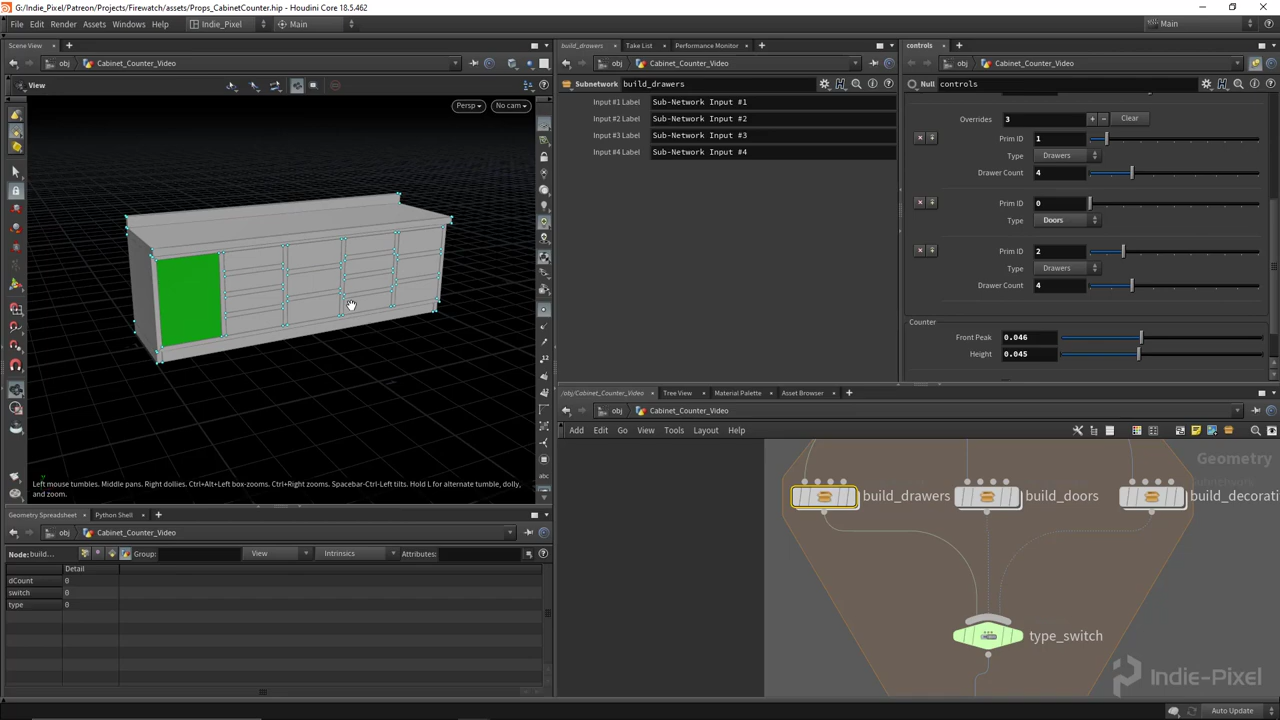 G:/Indie_Pixel/Patreon/Projects/Firewatch/assets/Props_CabinetCounter.hip - Houdini Core 18.5.462
File Edit Render Assets Windows Help Indie_Pixel Main Main
Scene View
obj Cabinet_Counter_Video
View
Persp No cam
Left mouse tumbles. Middle pans. Right dollies. Ctrl+Alt+Left box-zooms. Ctrl+Right zooms. Spacebar-Ctrl-Left tilts. Hold L for alternate tumble, dolly,
and zoom.
Geometry Spreadsheet Python Shell
obj Cabinet_Counter_Video
Node: build... Group: View Intrinsics Attributes:
Detail
dCount 0
switch 0
type 0
build_drawers Take List Performance Monitor
obj Cabinet_Counter_Video
Subnetwork build_drawers
Input #1 Label Sub-Network Input #1
Input #2 Label Sub-Network Input #2
Input #3 Label Sub-Network Input #3
Input #4 Label Sub-Network Input #4
controls
obj Cabinet_Counter_Video
Null controls
Overrides 3 + - Clear
Prim ID 1
Type Drawers
Drawer Count 4
Prim ID 0
Type Doors
Prim ID 2
Type Drawers
Drawer Count 4
Counter
Front Peak 0.046
Height 0.045
/obj/Cabinet_Counter_Video Tree View Material Palette Asset Browser
obj Cabinet_Counter_Video
Add Edit Go View Tools Layout Help
Geometry
build_drawers build_doors build_decorati
type_switch
Indie-Pixel
Auto Update